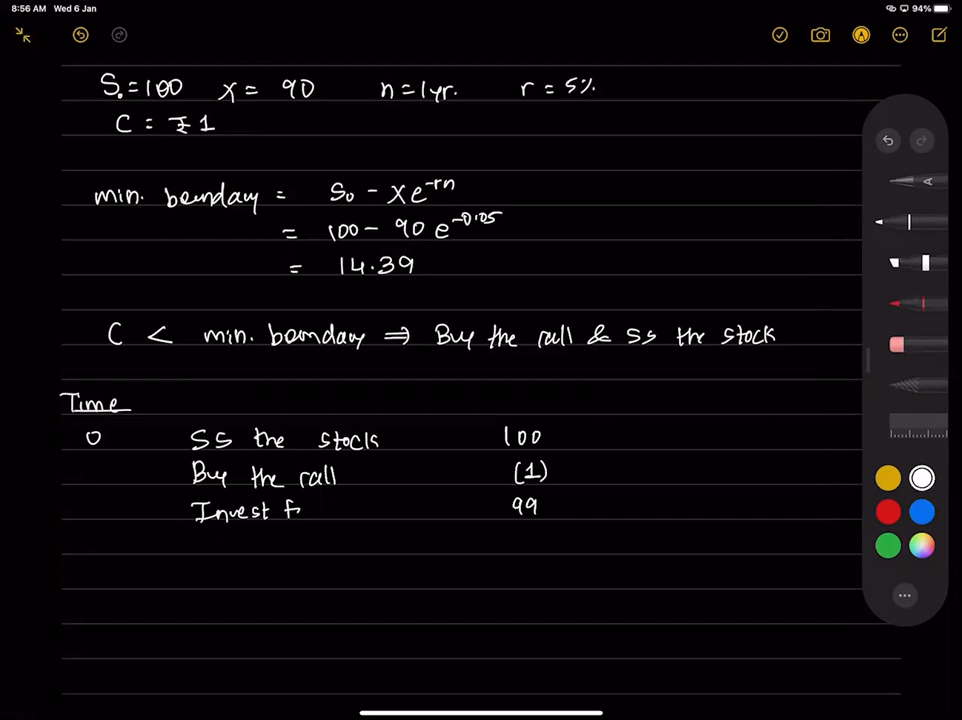 8:56 AM Wed 6 Jan 94%
S₀ = 100 X = 90 n = 1yr. r = 5%
C = ₹ 1
min. boundary = S₀ - Xe^-rn
= 100 - 90 e^-0.05
= 14.39
C < min. boundary ⇒ Buy the call & SS the stock
Time
0 SS the stock 100
Buy the call (1)
Invest f 99
A